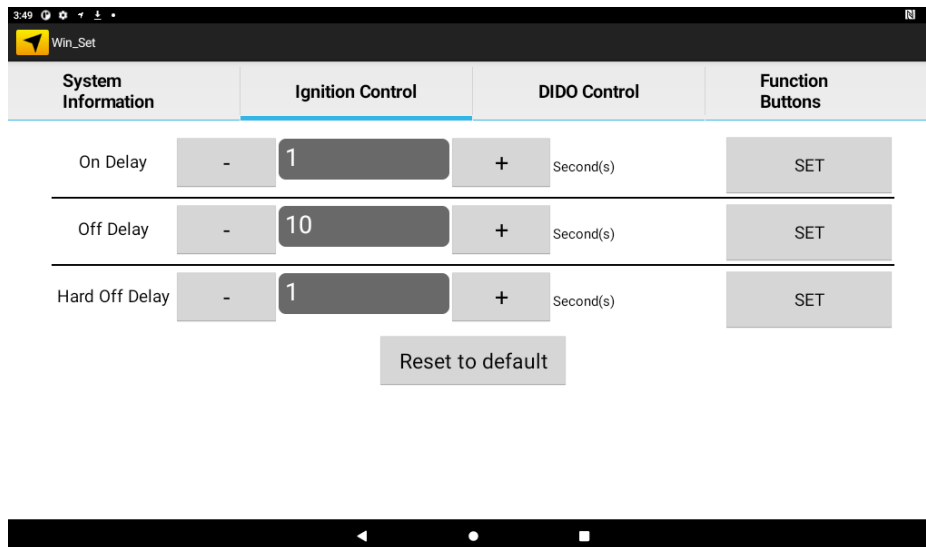 3:49
Win_Set
System Information
Ignition Control
DIDO Control
Function Buttons
On Delay - 1 + Second(s) SET
Off Delay - 10 + Second(s) SET
Hard Off Delay - 1 + Second(s) SET
Reset to default